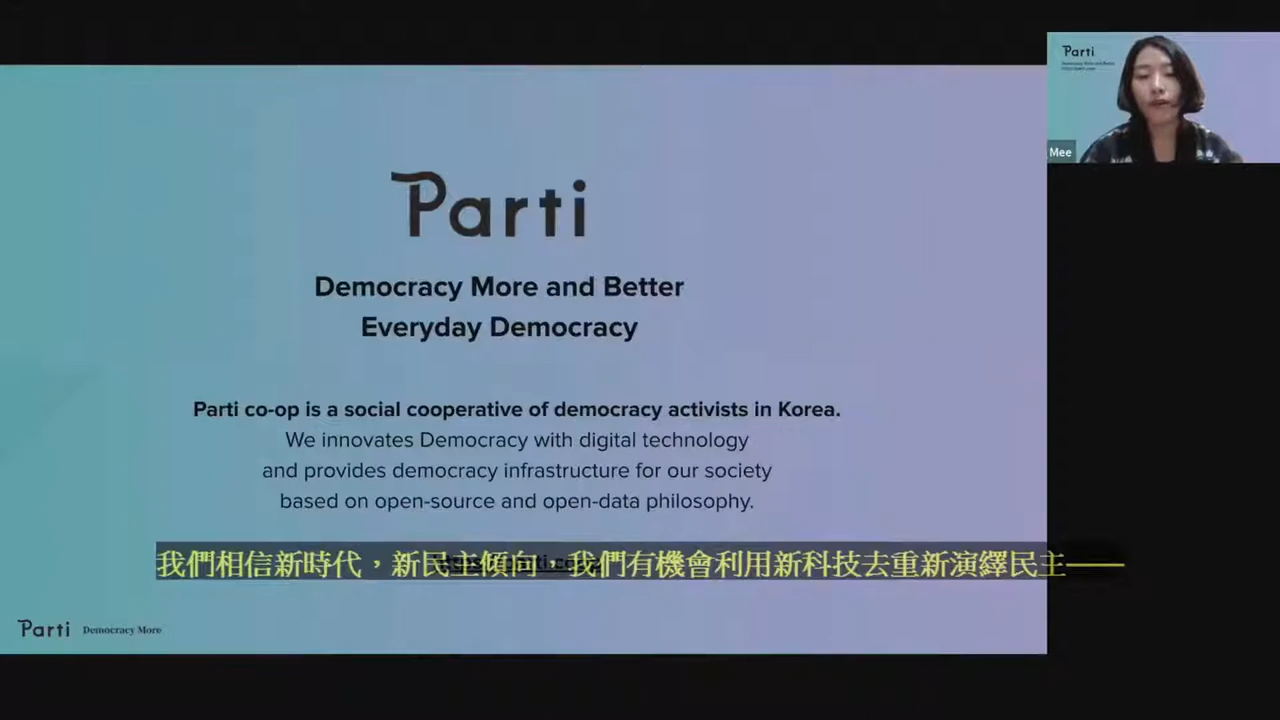 Parti
Democracy More and Better
Everyday Democracy
Parti co-op is a social cooperative of democracy activists in Korea.
We innovates Democracy with digital technology
and provides democracy infrastructure for our society
based on open-source and open-data philosophy.
我們相信新時代，新民主傾向，我們有機會利用新科技去重新演繹民主——
Parti Democracy More
Parti
Mee